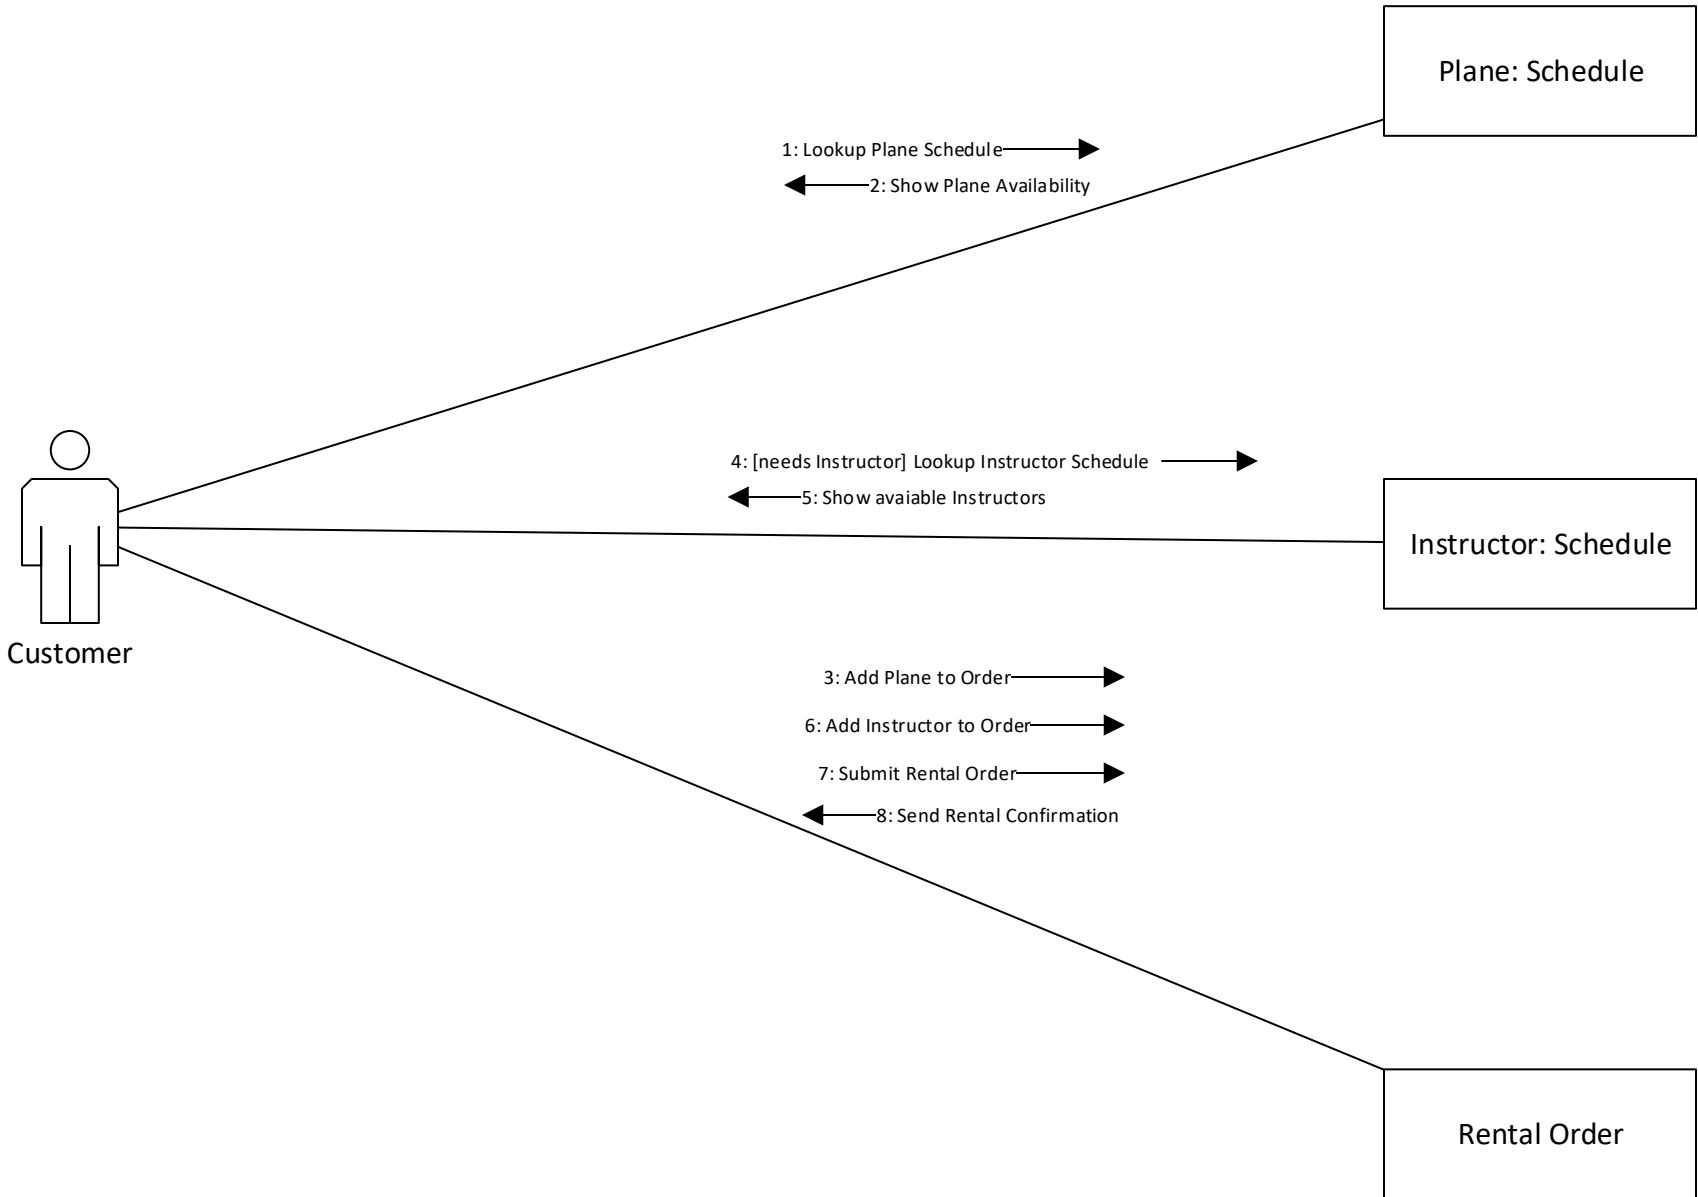 Plane: Schedule
1: Lookup Plane Schedule
2: Show Plane Availability
4: [needs Instructor] Lookup Instructor Schedule
5: Show avaiable Instructors
Instructor: Schedule
Customer
3: Add Plane to Order
6: Add Instructor to Order
7: Submit Rental Order
8: Send Rental Confirmation
Rental Order